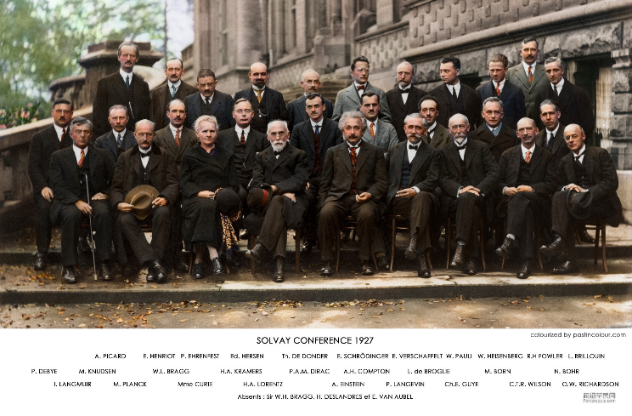 colourized by pastincolour.com
SOLVAY CONFERENCE 1927
A. PICARD E. HENRIOT P. EHRENFEST Ed. HERSEN Th. DE DONDER E. SCHRÖDINGER E. VERSCHAFFELT W. PAULI W. HEISENBERG R.H FOWLER L. BRILLOUIN
P. DEBYE M. KNUDSEN W.L. BRAGG H.A. KRAMERS P.A.M. DIRAC A.H. COMPTON L. de BROGLIE M. BORN N. BOHR
I. LANGMUIR M. PLANCK Mme CURIE H.A. LORENTZ A. EINSTEIN P. LANGEVIN Ch.E. GUYE C.T.R. WILSON O.W. RICHARDSON
Absents : Sir W.H. BRAGG, H. DESLANDRES et E. VAN AUBEL